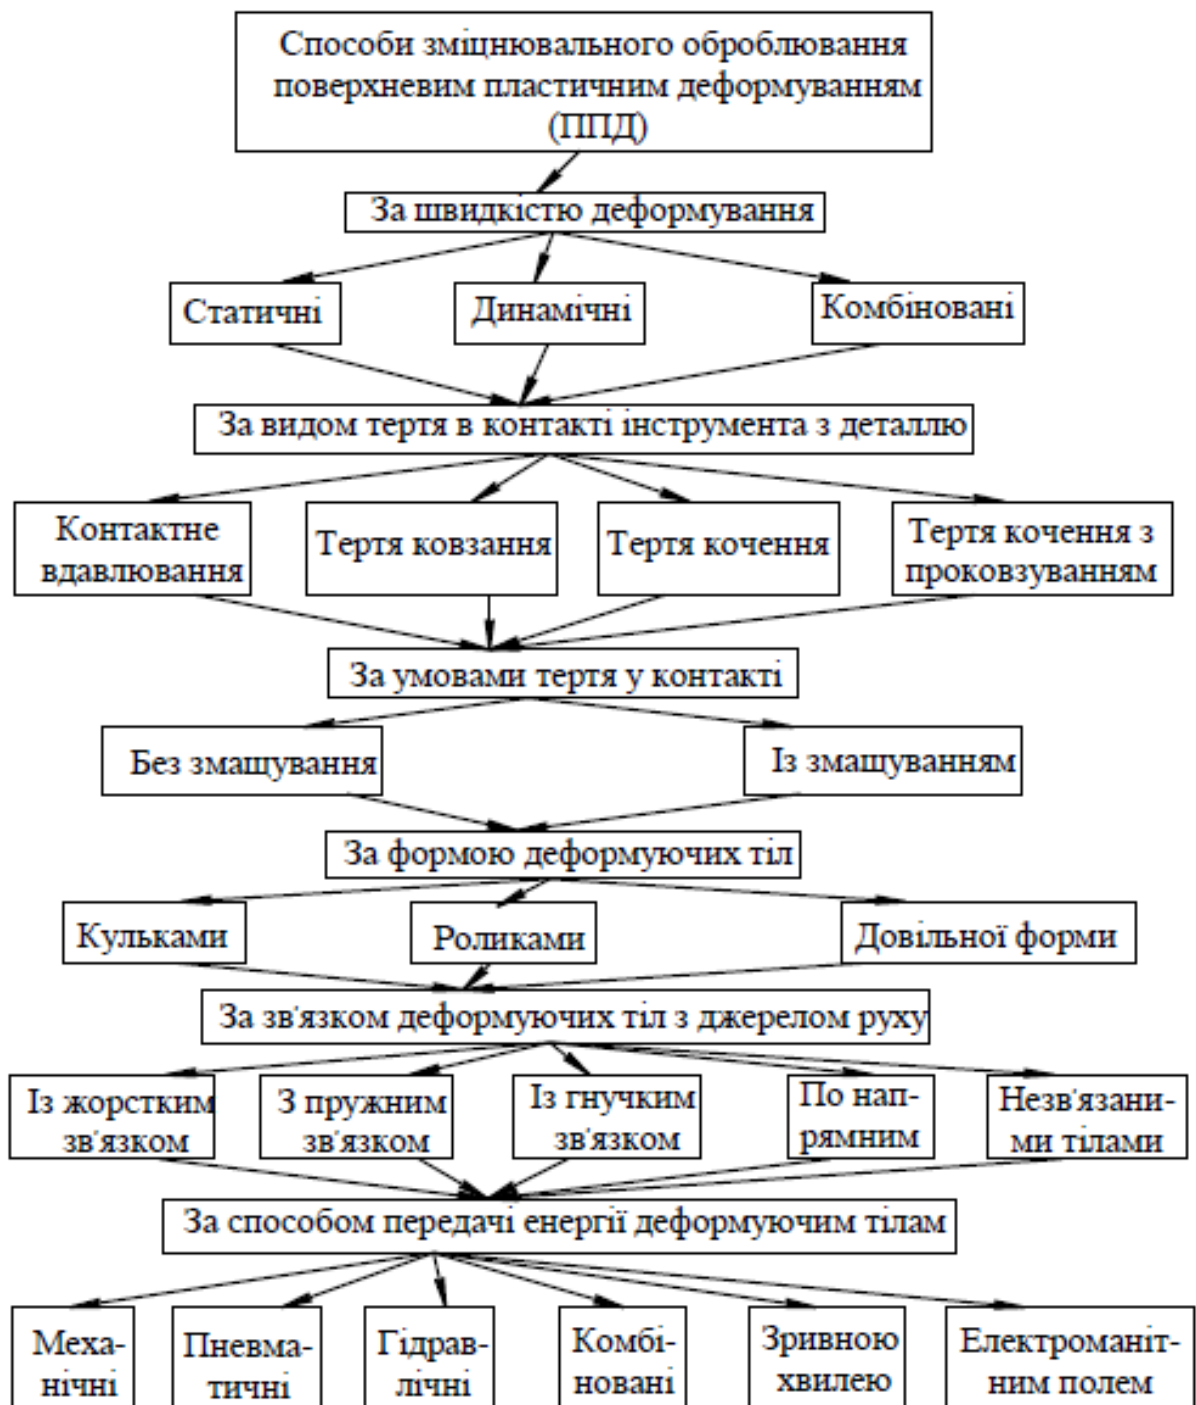 Способи зміцнювального оброблювання
поверхневим пластичним деформуванням
(ППД)
За швидкістю деформування
Статичні
Динамічні
Комбіновані
За видом тертя в контакті інструмента з деталлю
Контактне
вдавлювання
Тертя ковзання
Тертя кочення
Тертя кочення з
проковзуванням
За умовами тертя у контакті
Без змащування
Із змащуванням
За формою деформуючих тіл
Кульками
Роликами
Довільної форми
За зв'язком деформуючих тіл з джерелом руху
Із жорстким
зв'язком
З пружним
зв'язком
Із гнучким
зв'язком
По нап-
рямним
Незв'язани-
ми тілами
За способом передачі енергії деформуючим тілам
Меха-
нічні
Пневма-
тичні
Гідрав-
лічні
Комбі-
новані
Зривною
хвилею
Електроманіт-
ним полем